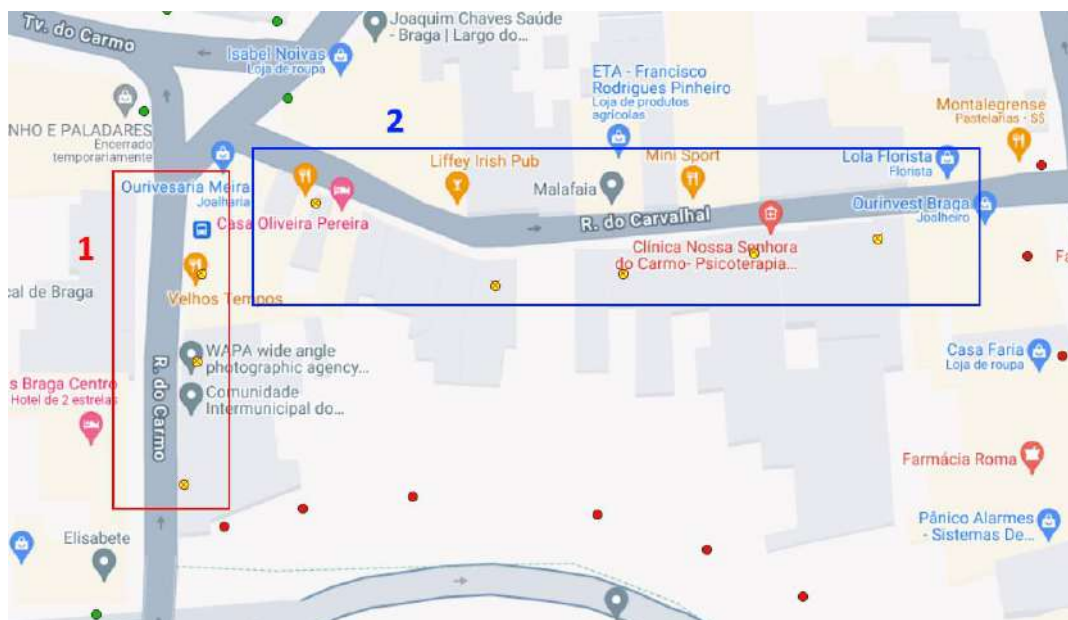 Joaquim Chaves Saúde
- Braga | Largo do...
Tv. do Carmo
Isabel Noivas
Loja de roupa
2
ETA - Francisco
Rodrigues Pinheiro
Loja de produtos
agrícolas
Montalegrense
Pastelarias - $$
NHO E PALADARES
Encerrado
temporariamente
Liffey Irish Pub
Mini Sport
Lola Florista
Florista
Ourivesaria Meira
Joalharia
Malafaia
Ourinvest Braga
Joalheiro
Casa Oliveira Pereira
R. do Carvalhal
1
Clínica Nossa Senhora
do Carmo- Psicoterapia...
Fa
cal de Braga
Velhos Tempos
WAPA wide angle
photographic agency...
Casa Faria
Loja de roupa
s Braga Centro
Hotel de 2 estrelas
Comunidade
Intermunicipal do...
R. do Carmo
Farmácia Roma
Pânico Alarmes
- Sistemas De...
Elisabete